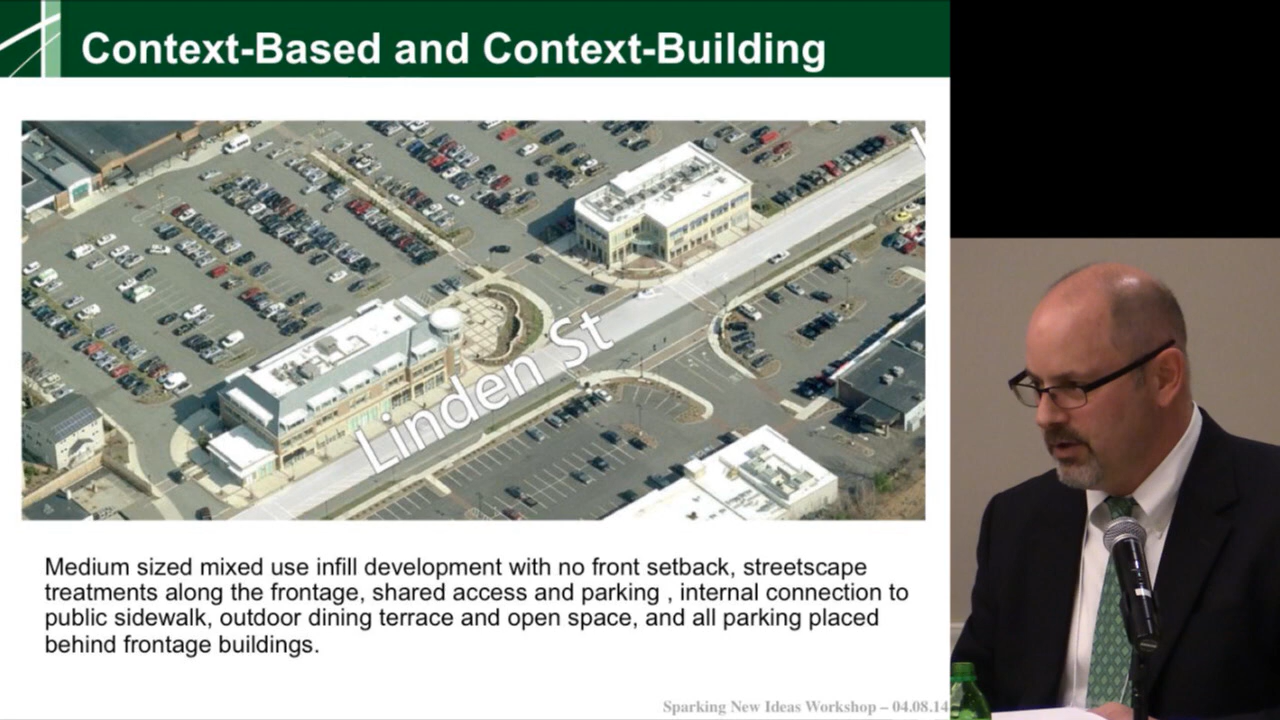 Context-Based and Context-Building
Linden St
Medium sized mixed use infill development with no front setback, streetscape
treatments along the frontage, shared access and parking , internal connection to
public sidewalk, outdoor dining terrace and open space, and all parking placed
behind frontage buildings.
Sparking New Ideas Workshop – 04.08.14